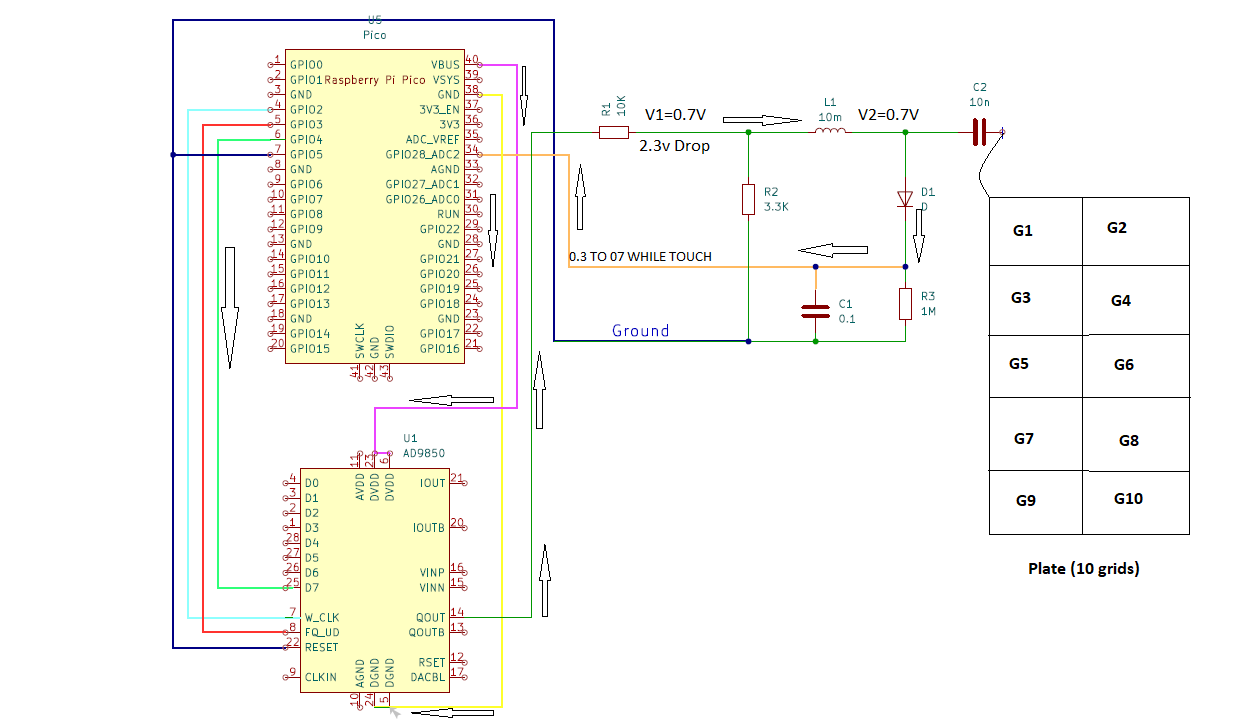 U5
Pico
1 GPIO0
2 GPIO1
3 GND
4 GPIO2
5 GPIO3
6 GPIO4
7 GPIO5
8 GND
9 GPIO6
10 GPIO7
11 GPIO8
12 GPIO9
13 GND
14 GPIO10
15 GPIO11
16 GPIO12
17 GPIO13
18 GND
19 GPIO14
20 GPIO15
Raspberry Pi Pico
VBUS 40
VSYS 39
GND 38
3V3_EN 37
3V3 36
ADC_VREF 35
GPIO28_ADC2 34
AGND 33
GPIO27_ADC1 32
GPIO26_ADC0 31
RUN 30
GPIO22 29
GND 28
GPIO21 27
GPIO20 26
GPIO19 25
GPIO18 24
GND 23
GPIO17 22
GPIO16 21
SWCLK 41
GND 42
SWDIO 43
R1
10K
V1=0.7V
2.3v Drop
L1
10m
V2=0.7V
C2
10n
R2
3.3K
D1
D
0.3 TO 07 WHILE TOUCH
C1
0.1
R3
1M
Ground
G1
G2
G3
G4
G5
G6
G7
G8
G9
G10
Plate (10 grids)
U1
AD9850
11 AVDD
23 DVDD
6 DVDD
4 D0
3 D1
2 D2
1 D3
28 D4
27 D5
26 D6
25 D7
7 W_CLK
8 FQ_UD
22 RESET
9 CLKIN
IOUT 21
IOUTB 20
VINP 16
VINN 15
QOUT 14
QOUTB 13
RSET 12
DACBL 17
AGND 10
DGND 24
DGND 5